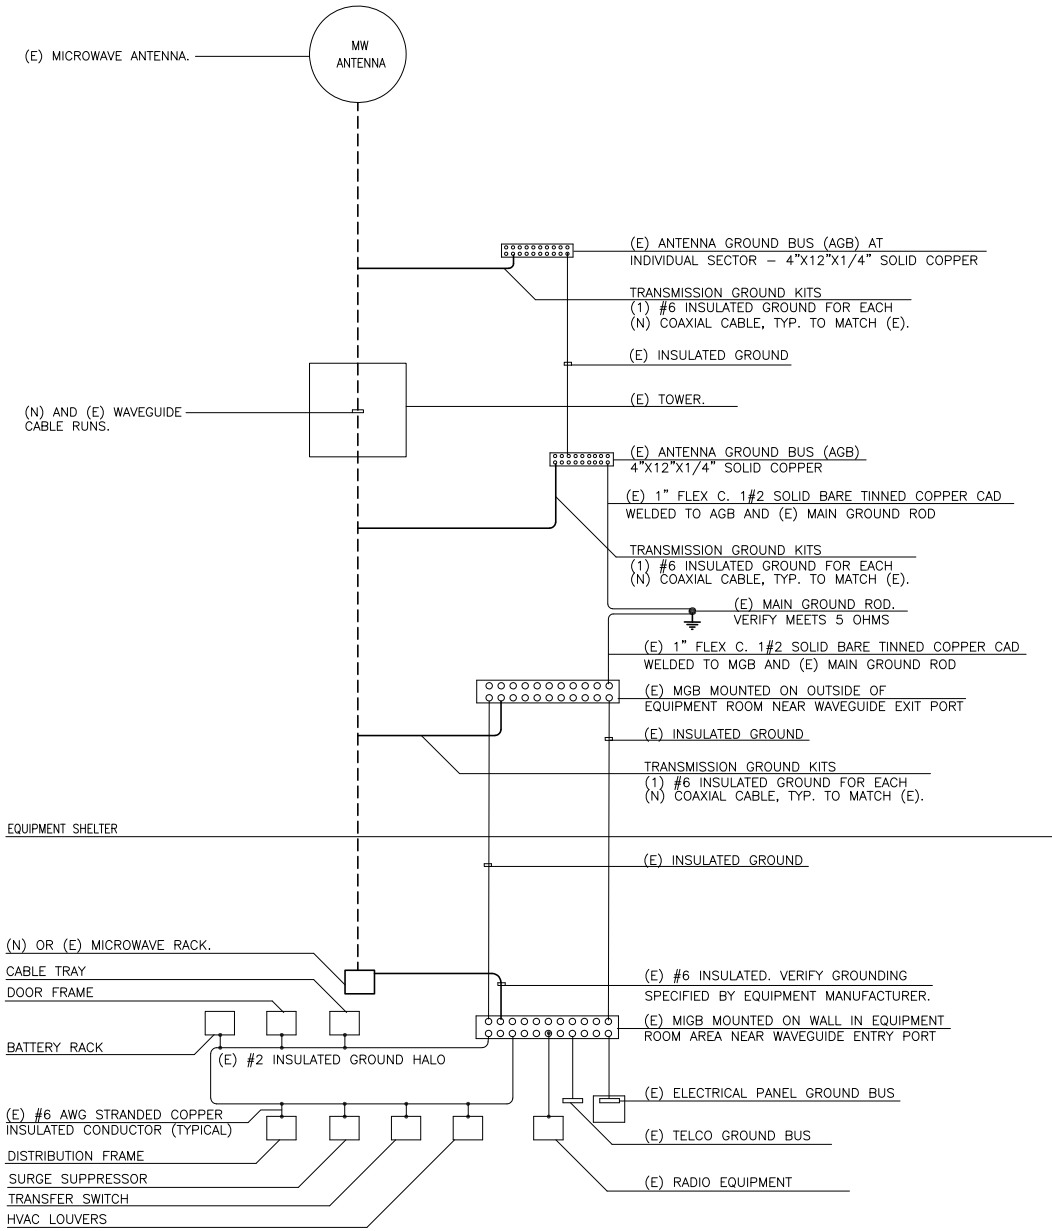 MW
ANTENNA
(E) MICROWAVE ANTENNA.
(E) ANTENNA GROUND BUS (AGB) AT
INDIVIDUAL SECTOR – 4"X12"X1/4" SOLID COPPER
TRANSMISSION GROUND KITS
(1) #6 INSULATED GROUND FOR EACH
(N) COAXIAL CABLE, TYP. TO MATCH (E).
(E) INSULATED GROUND
(E) TOWER.
(N) AND (E) WAVEGUIDE
CABLE RUNS.
(E) ANTENNA GROUND BUS (AGB)
4"X12"X1/4" SOLID COPPER
(E) 1" FLEX C. 1#2 SOLID BARE TINNED COPPER CAD
WELDED TO AGB AND (E) MAIN GROUND ROD
TRANSMISSION GROUND KITS
(1) #6 INSULATED GROUND FOR EACH
(N) COAXIAL CABLE, TYP. TO MATCH (E).
(E) MAIN GROUND ROD.
VERIFY MEETS 5 OHMS
(E) 1" FLEX C. 1#2 SOLID BARE TINNED COPPER CAD
WELDED TO MGB AND (E) MAIN GROUND ROD
(E) MGB MOUNTED ON OUTSIDE OF
EQUIPMENT ROOM NEAR WAVEGUIDE EXIT PORT
(E) INSULATED GROUND
TRANSMISSION GROUND KITS
(1) #6 INSULATED GROUND FOR EACH
(N) COAXIAL CABLE, TYP. TO MATCH (E).
EQUIPMENT SHELTER
(E) INSULATED GROUND
(N) OR (E) MICROWAVE RACK.
CABLE TRAY
DOOR FRAME
BATTERY RACK
(E) #6 INSULATED. VERIFY GROUNDING
SPECIFIED BY EQUIPMENT MANUFACTURER.
(E) MIGB MOUNTED ON WALL IN EQUIPMENT
ROOM AREA NEAR WAVEGUIDE ENTRY PORT
(E) #2 INSULATED GROUND HALO
(E) ELECTRICAL PANEL GROUND BUS
(E) #6 AWG STRANDED COPPER
INSULATED CONDUCTOR (TYPICAL)
(E) TELCO GROUND BUS
DISTRIBUTION FRAME
SURGE SUPPRESSOR
(E) RADIO EQUIPMENT
TRANSFER SWITCH
HVAC LOUVERS